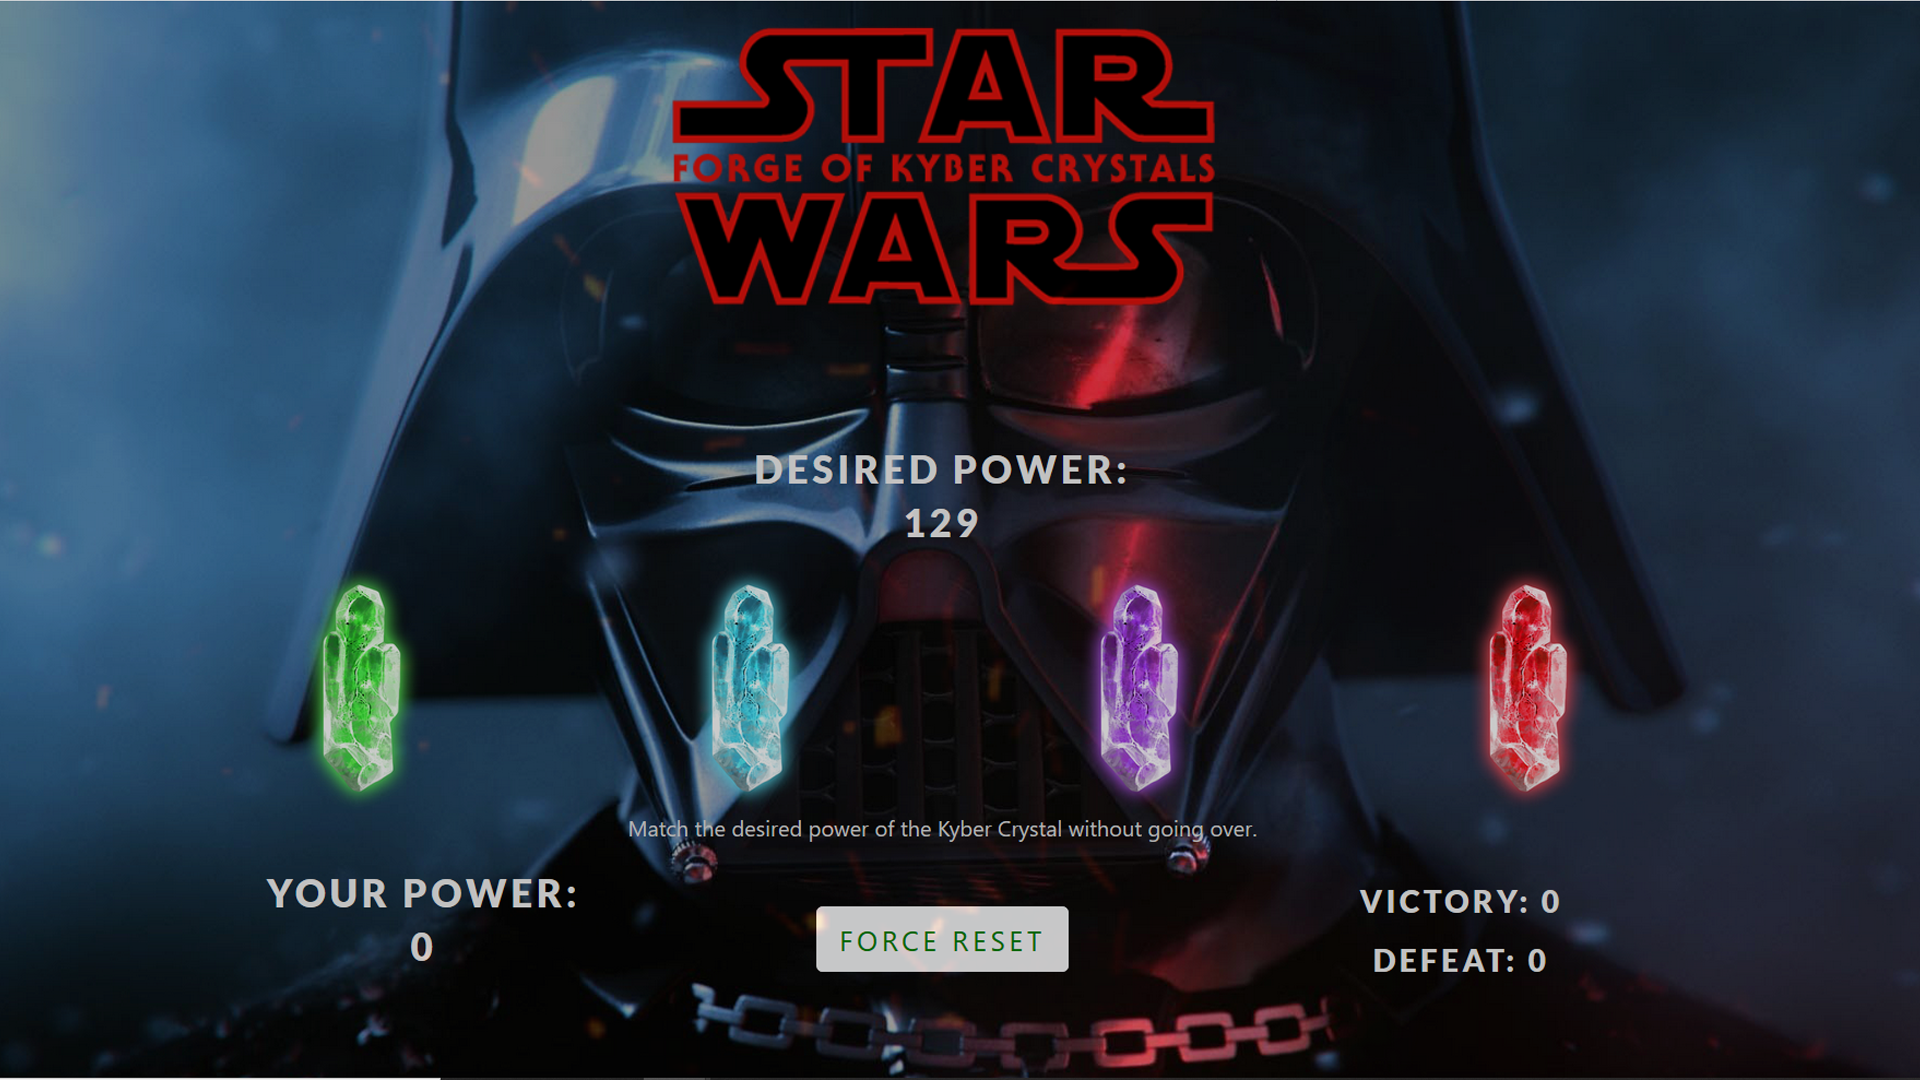 STAR
FORGE OF KYBER CRYSTALS
WARS
DESIRED POWER:
129
Match the desired power of the Kyber Crystal without going over.
YOUR POWER:
0
FORCE RESET
VICTORY: 0
DEFEAT: 0